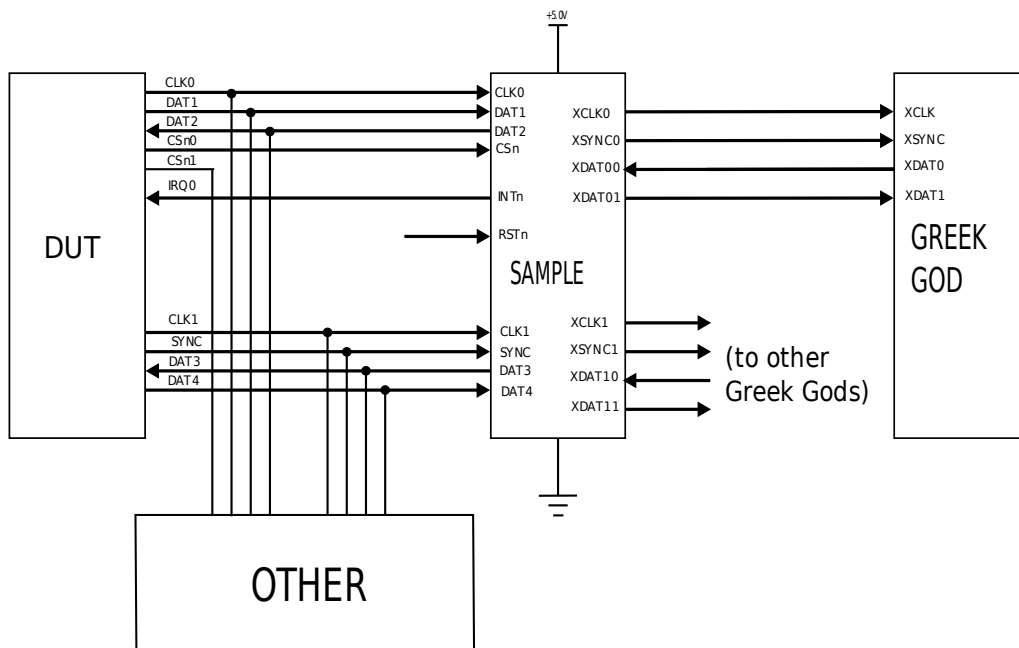 +5.0V
CLK0
DAT1
DAT2
CSn0
CSn1
IRQ0
DUT
CLK1
SYNC
DAT3
DAT4
CLK0
DAT1
DAT2
CSn
INTn
RSTn
SAMPLE
CLK1
SYNC
DAT3
DAT4
XCLK0
XSYNC0
XDAT00
XDAT01
XCLK1
XSYNC1
XDAT10
XDAT11
(to other
Greek Gods)
XCLK
XSYNC
XDAT0
XDAT1
GREEK
GOD
OTHER